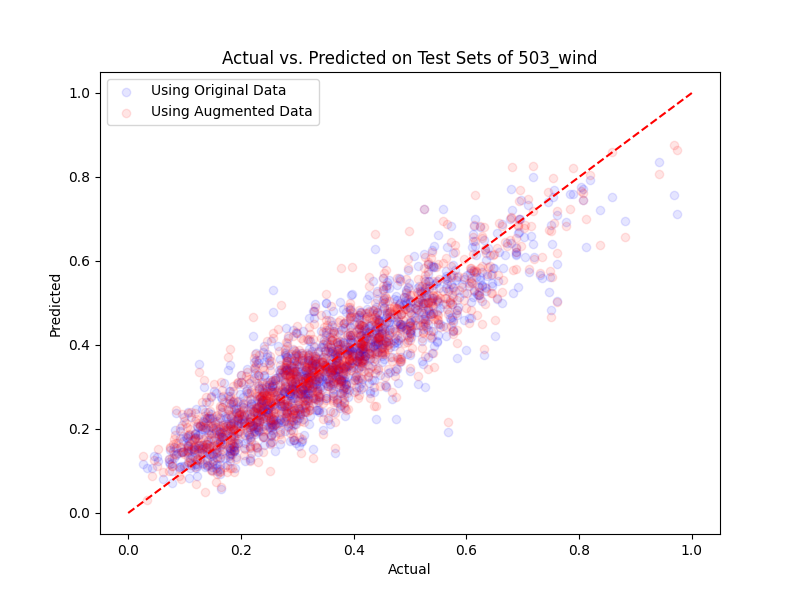 Actual vs. Predicted on Test Sets of 503_wind
Using Original Data
Using Augmented Data
1.0
0.8
0.6
0.4
0.2
0.0
Predicted
0.0 0.2 0.4 0.6 0.8 1.0
Actual